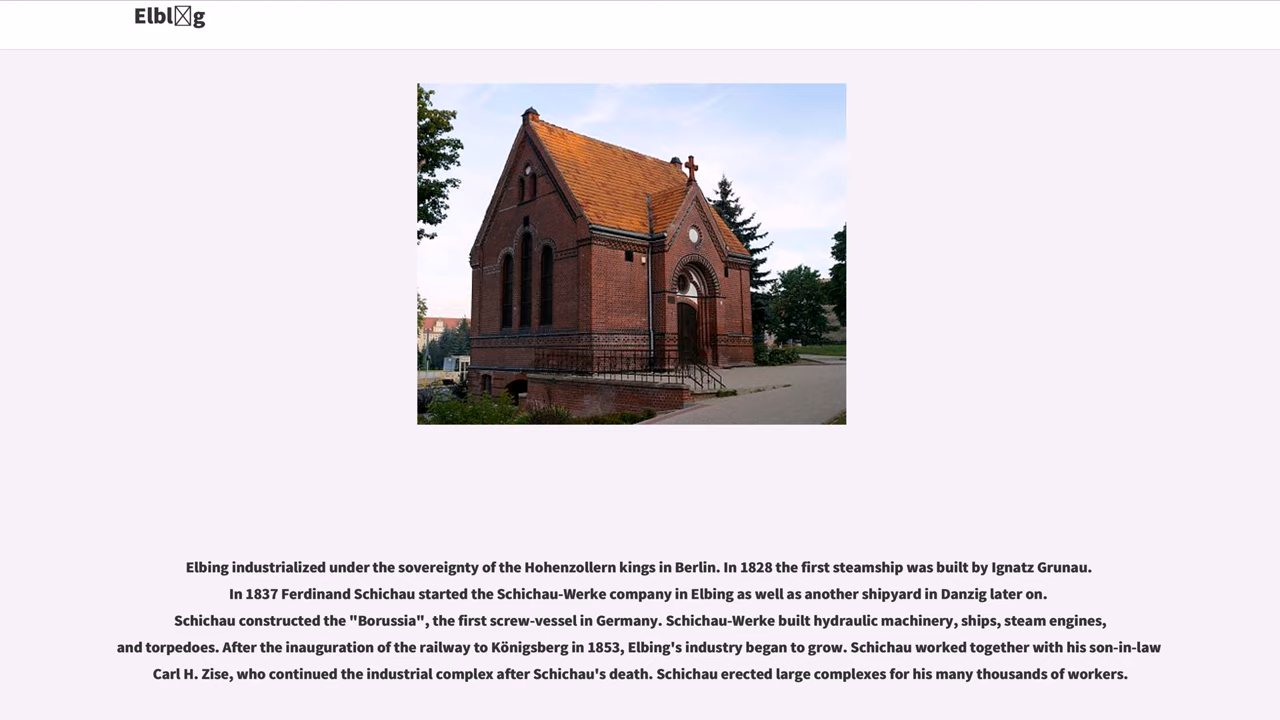 Elbl□g
Elbing industrialized under the sovereignty of the Hohenzollern kings in Berlin. In 1828 the first steamship was built by Ignatz Grunau.
In 1837 Ferdinand Schichau started the Schichau-Werke company in Elbing as well as another shipyard in Danzig later on.
Schichau constructed the "Borussia", the first screw-vessel in Germany. Schichau-Werke built hydraulic machinery, ships, steam engines,
and torpedoes. After the inauguration of the railway to Königsberg in 1853, Elbing's industry began to grow. Schichau worked together with his son-in-law
Carl H. Zise, who continued the industrial complex after Schichau's death. Schichau erected large complexes for his many thousands of workers.